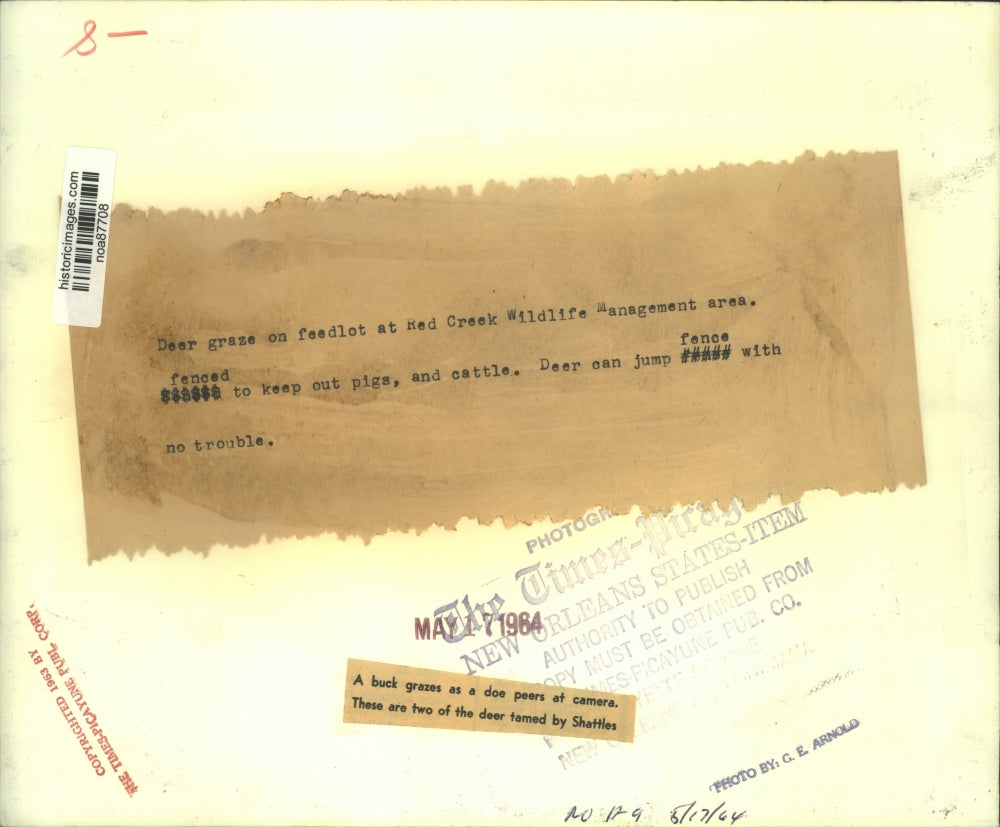 S —
historicimages.com
noa87708
Deer graze on feedlot at Red Creek Wildlife Management area.
fenced fence
$$$$$$ to keep out pigs, and cattle. Deer can jump ##### with
no trouble.
PHOTOGR
The Times-Picay
NEW ORLEANS STATES-ITEM
AUTHORITY TO PUBLISH
OPY MUST BE OBTAINED FROM
MES-PICAYUNE PUB. CO.
MAY 17 1964
A buck grazes as a doe peers at camera.
These are two of the deer tamed by Shattles
COPYRIGHTED 1963 BY
THE TIMES-PICAYUNE PUBL. CORP.
PHOTO BY: G. E. ARNOLD
5/17/64